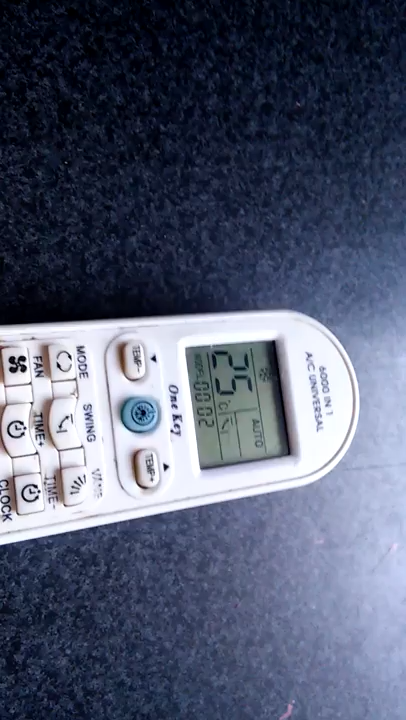 6000 IN 1
A/C UNIVERSAL
AUTO
25°C
0002
One Key
TEMP-
TEMP+
MODE
SWING
FAN
TIME+
TIME-
CLOCK